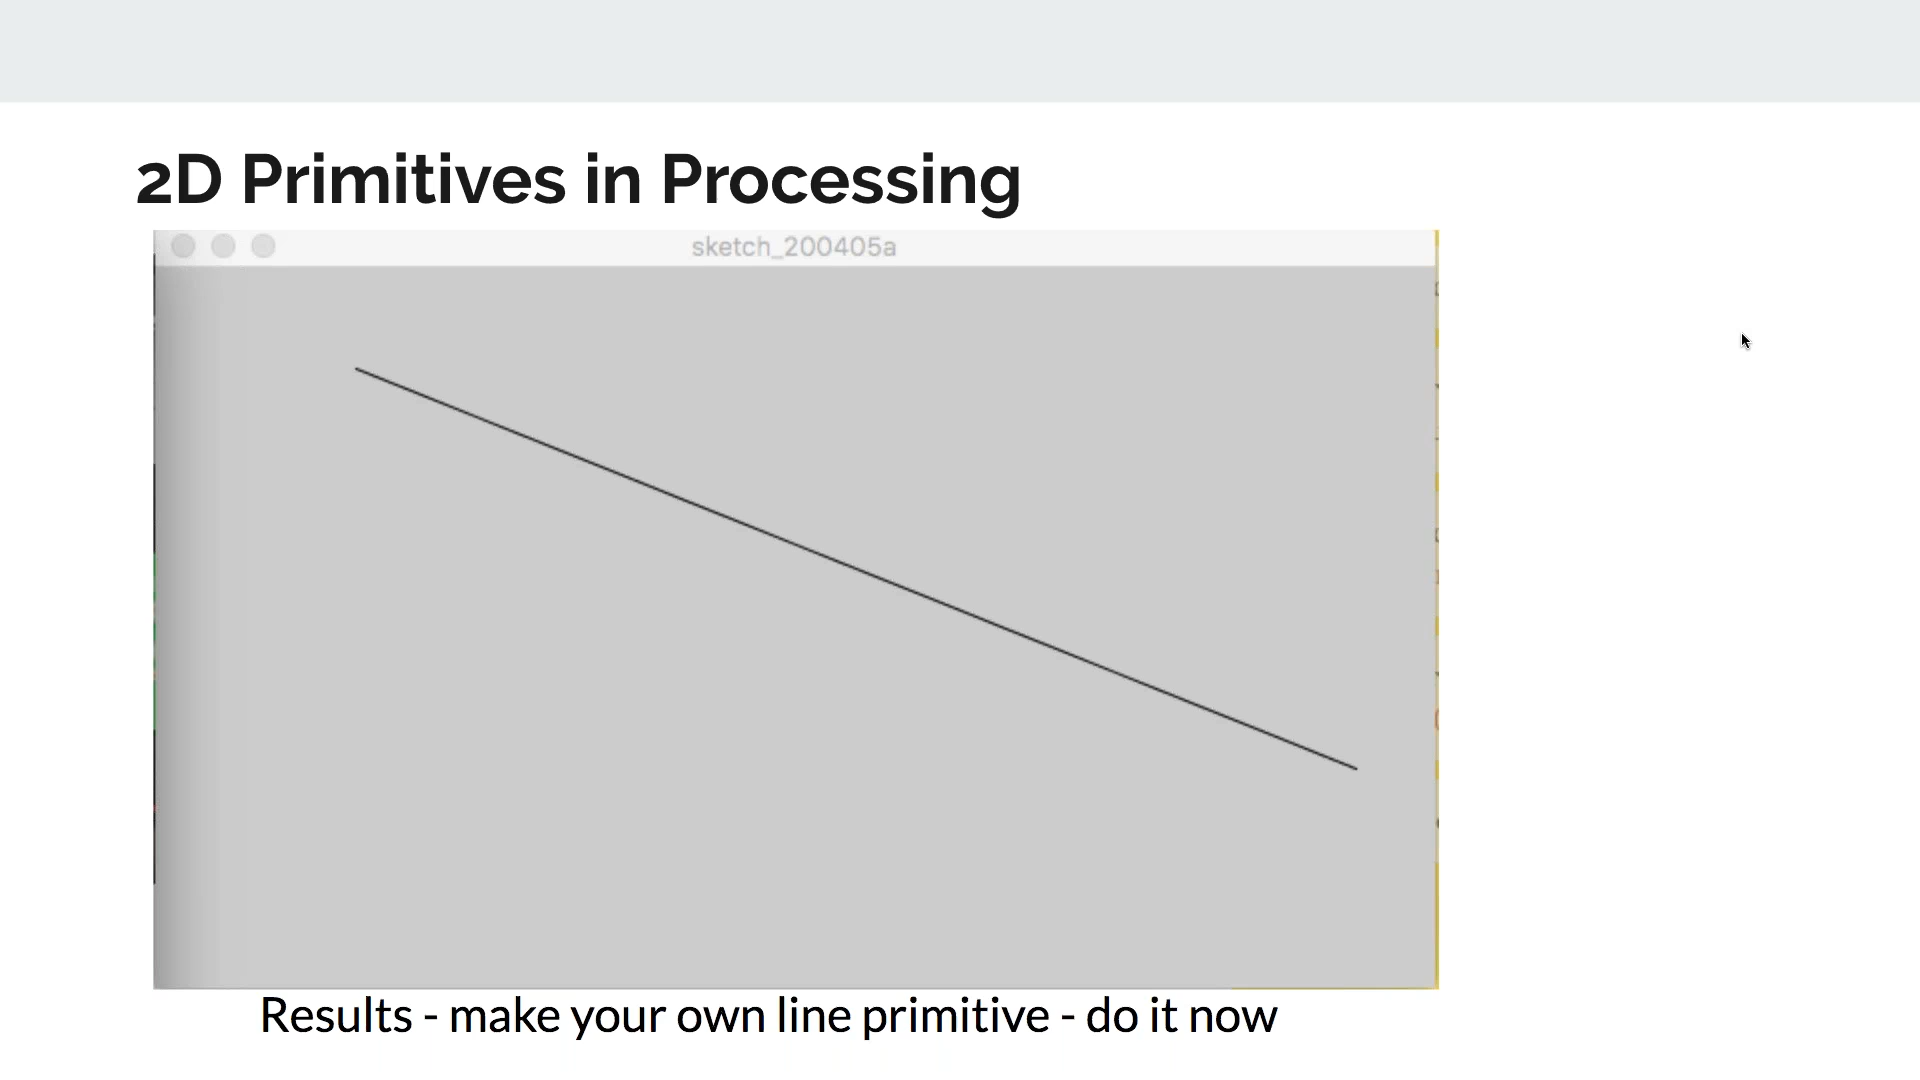 2D Primitives in Processing
sketch_200405a
Results - make your own line primitive - do it now